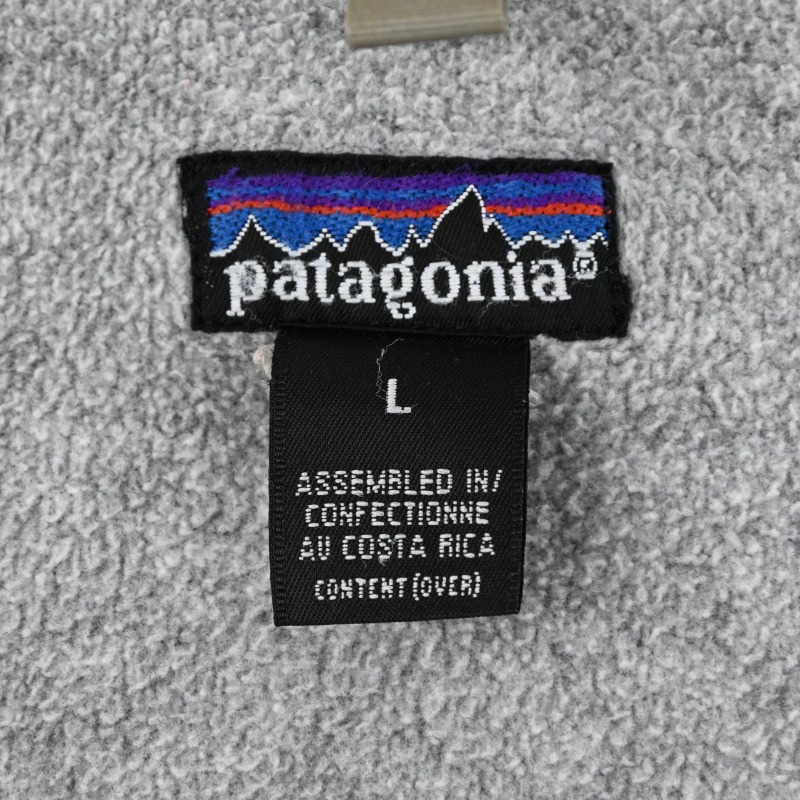 patagonia®
L
ASSEMBLED IN/
CONFECTIONNE
AU COSTA RICA
CONTENT(OVER)